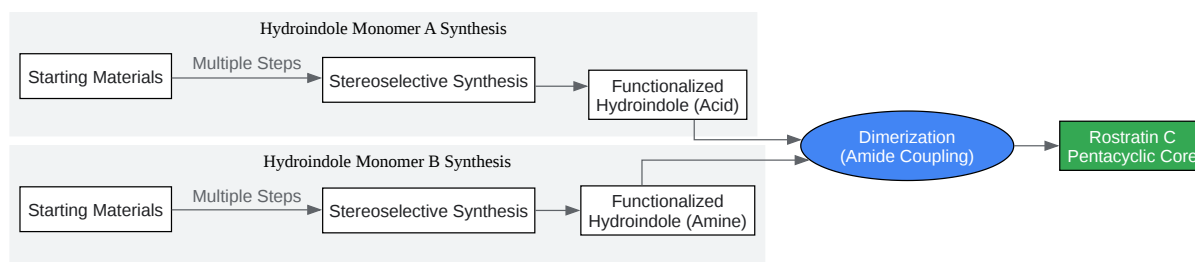 Hydroindole Monomer A Synthesis
Starting Materials
Multiple Steps
Stereoselective Synthesis
Functionalized
Hydroindole (Acid)
Hydroindole Monomer B Synthesis
Starting Materials
Multiple Steps
Stereoselective Synthesis
Functionalized
Hydroindole (Amine)
Dimerization
(Amide Coupling)
Rostratin C
Pentacyclic Core